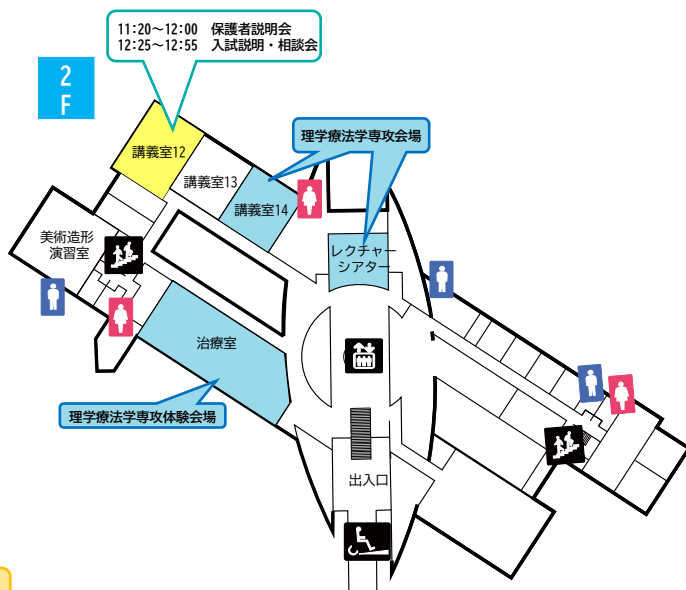 11:20～12:00 保護者説明会
12:25～12:55 入試説明・相談会
2
F
理学療法学専攻会場
講義室12
講義室13
講義室14
美術造形
演習室
レクチャー
シアター
治療室
理学療法学専攻体験会場
出入口